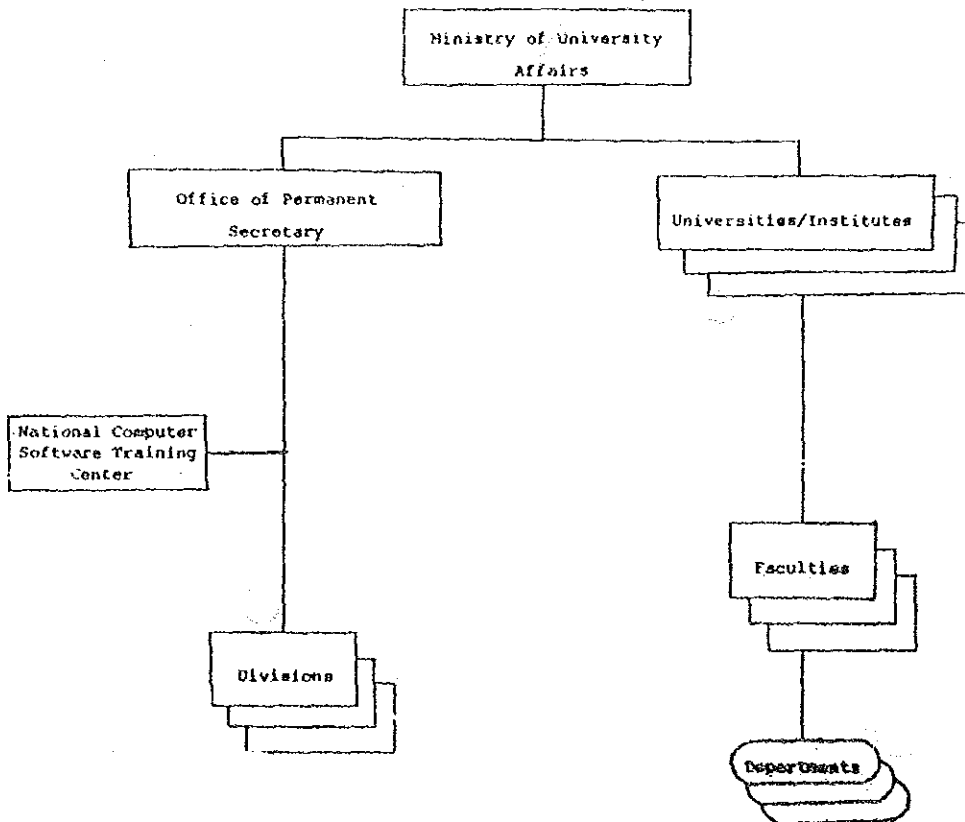 Ministry of University
Affairs
Office of Permanent
Secretary
Universities/Institutes
National Computer
Software Training
Center
Faculties
Divisions
Departments